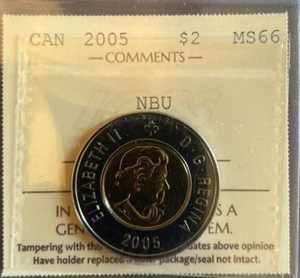 CAN 2005 $2 MS66
— COMMENTS —
NBU
ELIZABETH II D·G·REGINA
2005
IN S A
GEN EM.
Tampering with this dates above opinion
Have holder replaced package/seal not intact.